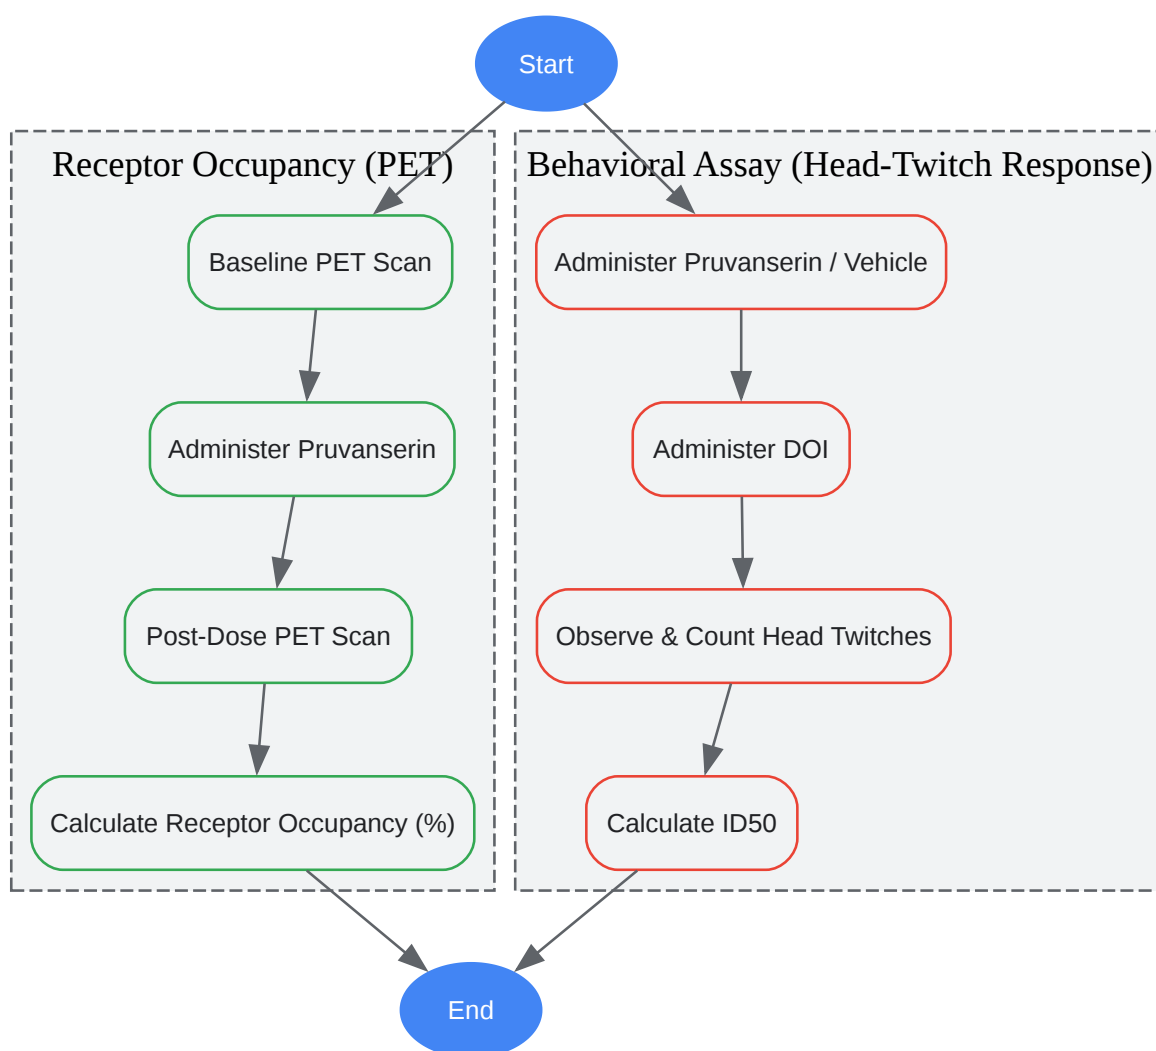 Start
Receptor Occupancy (PET)
Baseline PET Scan
Administer Pruvanserin
Post-Dose PET Scan
Calculate Receptor Occupancy (%)
Behavioral Assay (Head-Twitch Response)
Administer Pruvanserin / Vehicle
Administer DOI
Observe & Count Head Twitches
Calculate ID50
End